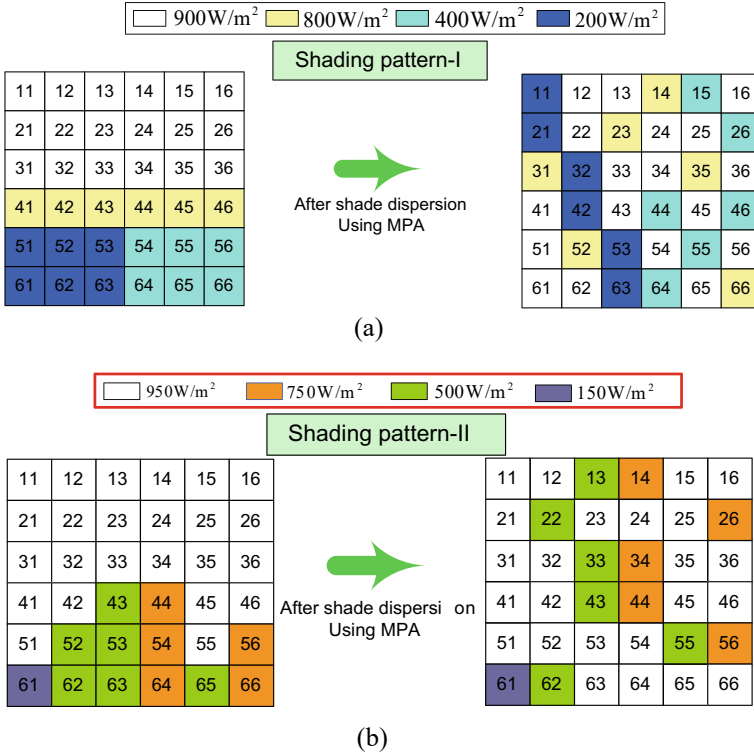 900W/m² 800W/m² 400W/m² 200W/m²
Shading pattern-I
11 12 13 14 15 16
21 22 23 24 25 26
31 32 33 34 35 36
41 42 43 44 45 46
51 52 53 54 55 56
61 62 63 64 65 66
After shade dispersion
Using MPA
11 12 13 14 15 16
21 22 23 24 25 26
31 32 33 34 35 36
41 42 43 44 45 46
51 52 53 54 55 56
61 62 63 64 65 66
(a)
950W/m² 750W/m² 500W/m² 150W/m²
Shading pattern-II
11 12 13 14 15 16
21 22 23 24 25 26
31 32 33 34 35 36
41 42 43 44 45 46
51 52 53 54 55 56
61 62 63 64 65 66
After shade dispersi on
Using MPA
11 12 13 14 15 16
21 22 23 24 25 26
31 32 33 34 35 36
41 42 43 44 45 46
51 52 53 54 55 56
61 62 63 64 65 66
(b)